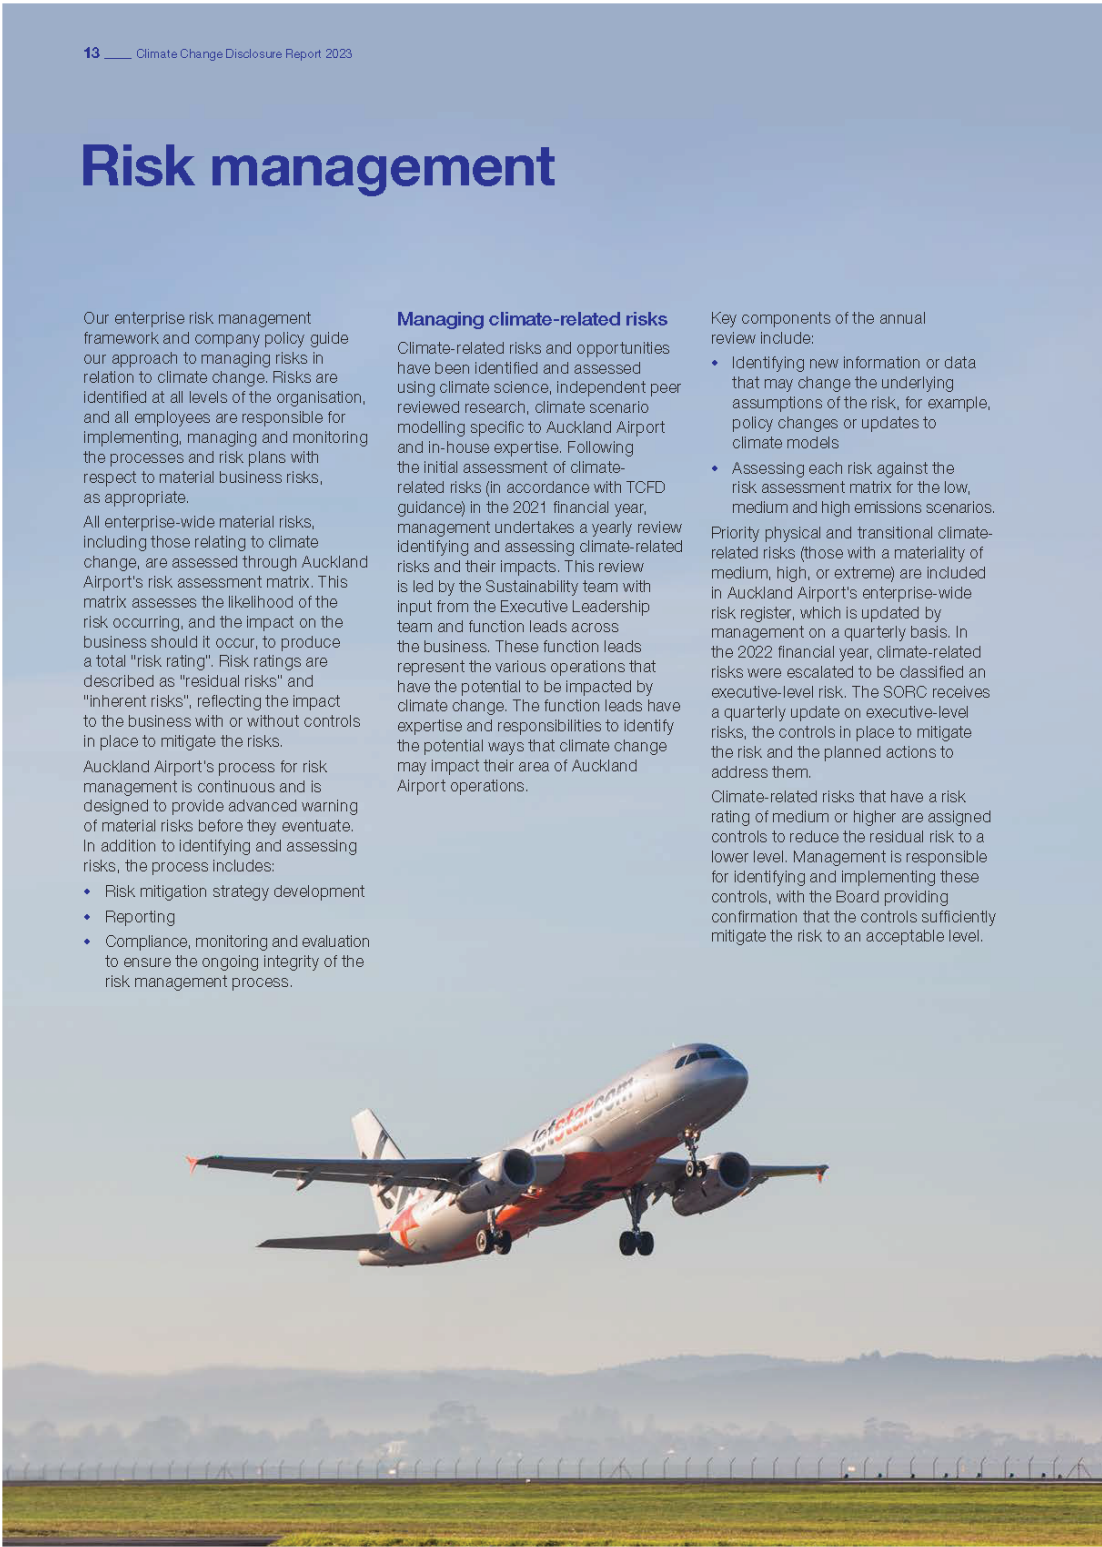 13 ____ Climate Change Disclosure Report 2023
Risk management
Our enterprise risk management
framework and company policy guide
our approach to managing risks in
relation to climate change. Risks are
identified at all levels of the organisation,
and all employees are responsible for
implementing, managing and monitoring
the processes and risk plans with
respect to material business risks,
as appropriate.
All enterprise-wide material risks,
including those relating to climate
change, are assessed through Auckland
Airport's risk assessment matrix. This
matrix assesses the likelihood of the
risk occurring, and the impact on the
business should it occur, to produce
a total "risk rating". Risk ratings are
described as "residual risks" and
"inherent risks", reflecting the impact
to the business with or without controls
in place to mitigate the risks.
Auckland Airport's process for risk
management is continuous and is
designed to provide advanced warning
of material risks before they eventuate.
In addition to identifying and assessing
risks, the process includes:
• Risk mitigation strategy development
• Reporting
• Compliance, monitoring and evaluation
to ensure the ongoing integrity of the
risk management process.
Managing climate-related risks
Climate-related risks and opportunities
have been identified and assessed
using climate science, independent peer
reviewed research, climate scenario
modelling specific to Auckland Airport
and in-house expertise. Following
the initial assessment of climate-
related risks (in accordance with TCFD
guidance) in the 2021 financial year,
management undertakes a yearly review
identifying and assessing climate-related
risks and their impacts. This review
is led by the Sustainability team with
input from the Executive Leadership
team and function leads across
the business. These function leads
represent the various operations that
have the potential to be impacted by
climate change. The function leads have
expertise and responsibilities to identify
the potential ways that climate change
may impact their area of Auckland
Airport operations.
Key components of the annual
review include:
• Identifying new information or data
that may change the underlying
assumptions of the risk, for example,
policy changes or updates to
climate models
• Assessing each risk against the
risk assessment matrix for the low,
medium and high emissions scenarios.
Priority physical and transitional climate-
related risks (those with a materiality of
medium, high, or extreme) are included
in Auckland Airport's enterprise-wide
risk register, which is updated by
management on a quarterly basis. In
the 2022 financial year, climate-related
risks were escalated to be classified an
executive-level risk. The SORC receives
a quarterly update on executive-level
risks, the controls in place to mitigate
the risk and the planned actions to
address them.
Climate-related risks that have a risk
rating of medium or higher are assigned
controls to reduce the residual risk to a
lower level. Management is responsible
for identifying and implementing these
controls, with the Board providing
confirmation that the controls sufficiently
mitigate the risk to an acceptable level.
Jetstar.com